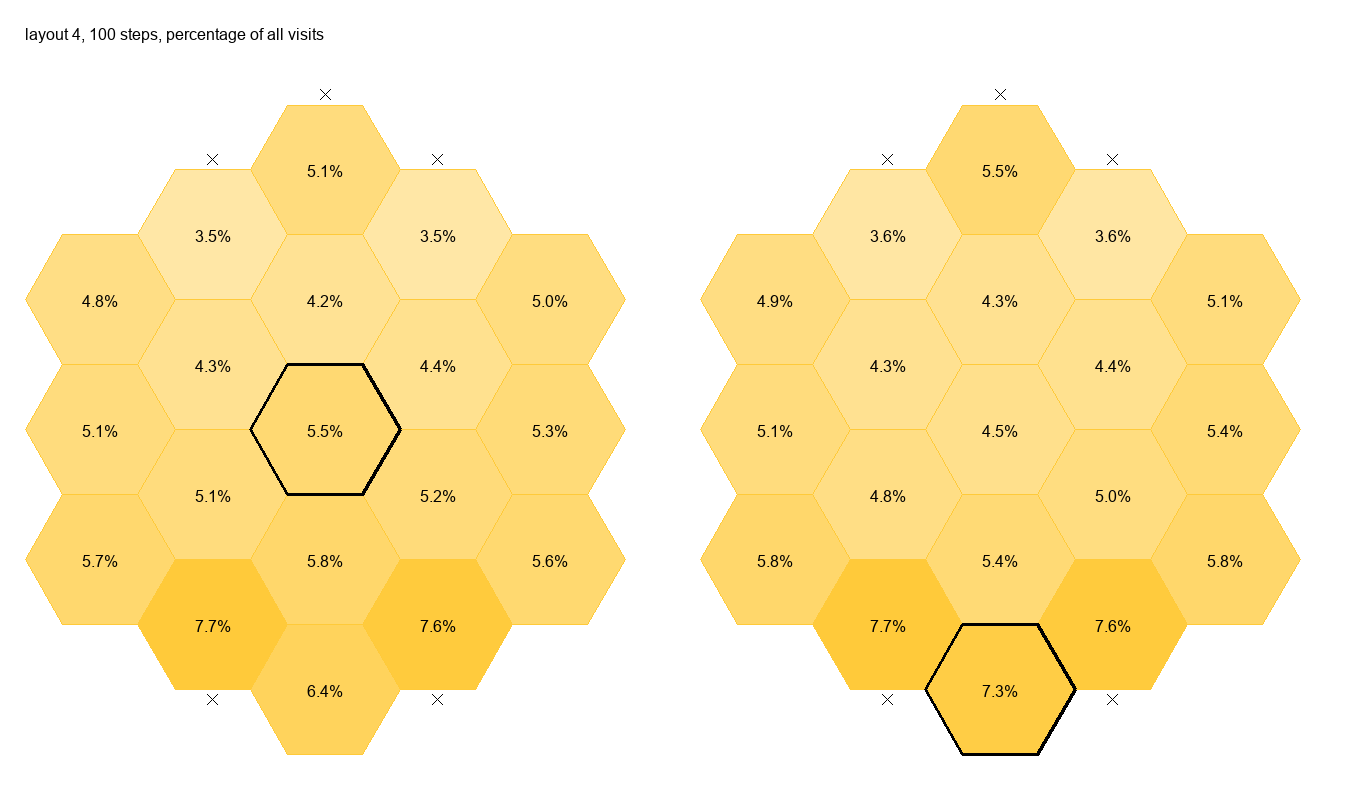 layout 4, 100 steps, percentage of all visits
5.1% 5.5%
3.5% 3.5% 3.6% 3.6%
4.8% 4.2% 5.0% 4.9% 4.3% 5.1%
4.3% 4.4% 4.3% 4.4%
5.1% 5.5% 5.3% 5.1% 4.5% 5.4%
5.1% 5.2% 4.8% 5.0%
5.7% 5.8% 5.6% 5.8% 5.4% 5.8%
7.7% 7.6% 7.7% 7.6%
6.4% 7.3%